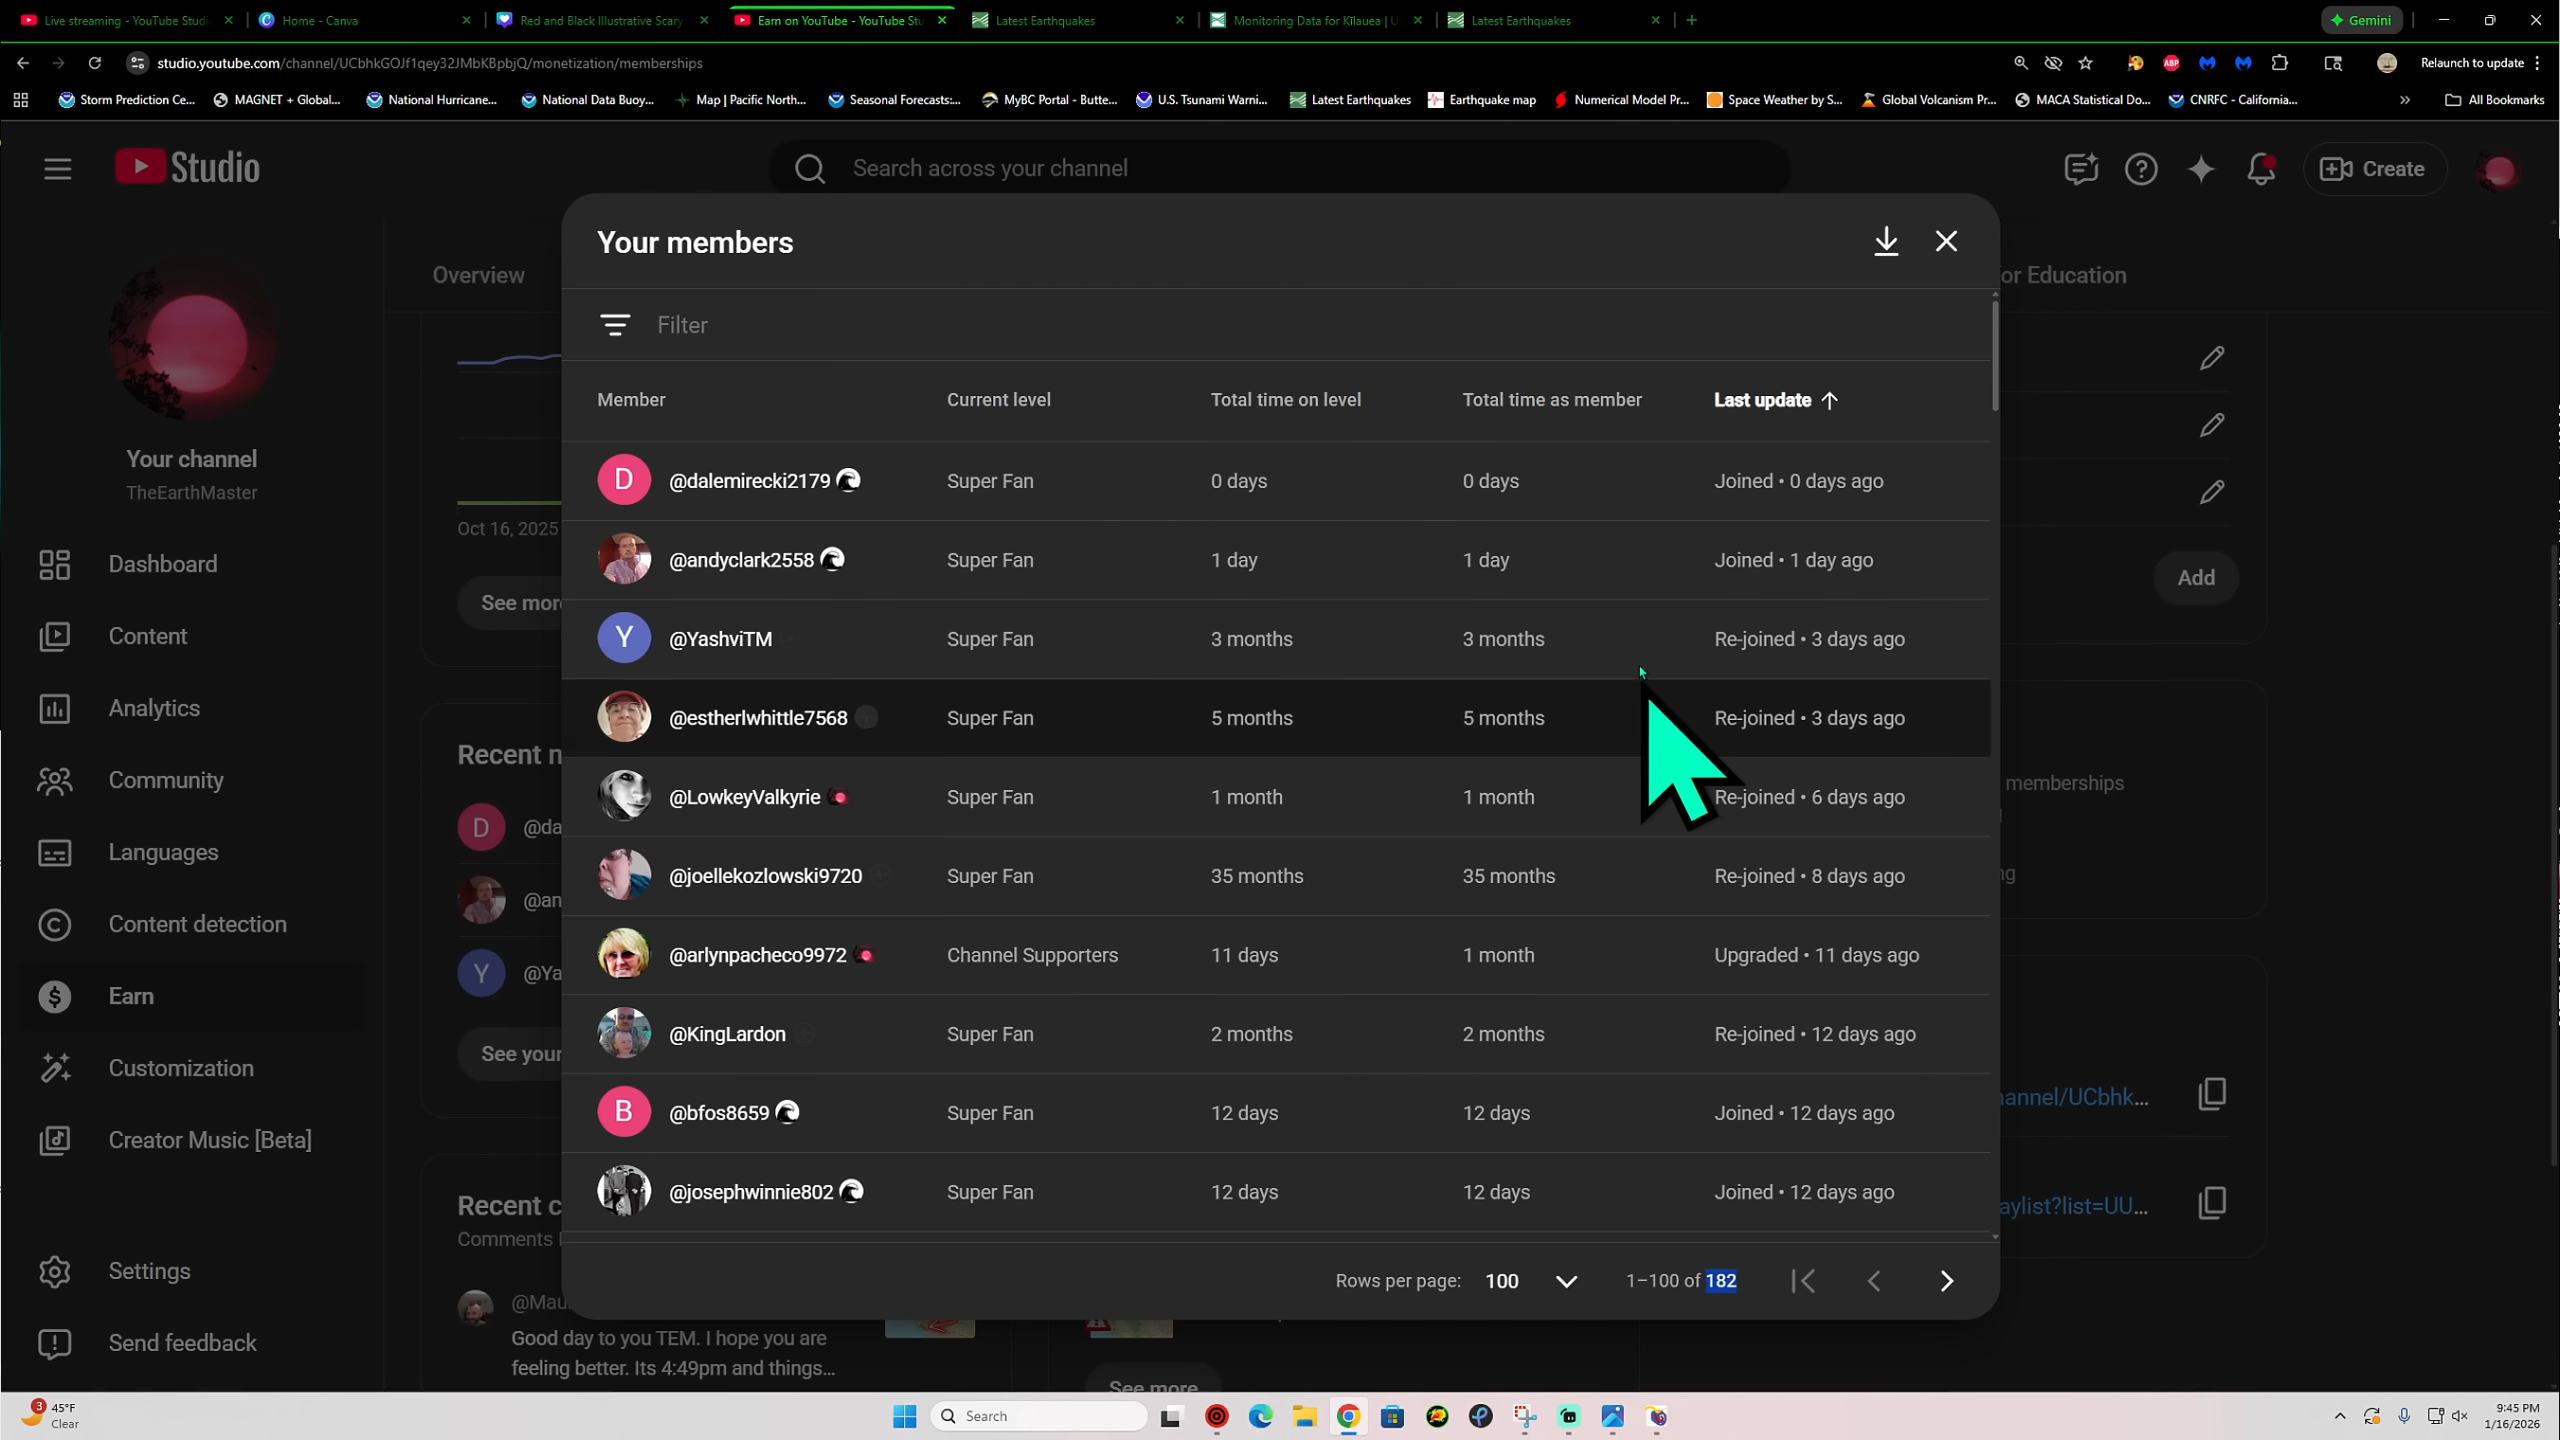 Live streaming - YouTube Studi
Home - Canva
Red and Black Illustrative Scary
Earn on YouTube - YouTube Stu
Latest Earthquakes
Monitoring Data for Kīlauea | U
Latest Earthquakes
Gemini
studio.youtube.com/channel/UCbhkGOJf1qey32JMbKBpbjQ/monetization/memberships
ABP
Relaunch to update
Storm Prediction Ce...
MAGNET + Global...
National Hurricane...
National Data Buoy...
Map | Pacific North...
Seasonal Forecasts:...
MyBC Portal - Butte...
U.S. Tsunami Warni...
Latest Earthquakes
Earthquake map
Numerical Model Pr...
Space Weather by S...
Global Volcanism Pr...
MACA Statistical Do...
CNRFC - California...
All Bookmarks
Studio
Search across your channel
Create
Your channel
TheEarthMaster
Dashboard
Content
Analytics
Community
Languages
Content detection
Earn
Customization
Creator Music [Beta]
Settings
Send feedback
Overview
or Education
Oct 16, 2025
See mor
Add
Recent n
D @da
@an
Y @Ya
See your
memberships
ng
hannel/UCbhk...
aylist?list=UU...
Recent c
Comments
@Mau
Good day to you TEM. I hope you are
feeling better. Its 4:49pm and things...
See more
Your members
Filter
Member Current level Total time on level Total time as member Last update
D @dalemirecki2179 Super Fan 0 days 0 days Joined • 0 days ago
@andyclark2558 Super Fan 1 day 1 day Joined • 1 day ago
Y @YashviTM Super Fan 3 months 3 months Re-joined • 3 days ago
@estherlwhittle7568 Super Fan 5 months 5 months Re-joined • 3 days ago
@LowkeyValkyrie Super Fan 1 month 1 month Re-joined • 6 days ago
@joellekozlowski9720 Super Fan 35 months 35 months Re-joined • 8 days ago
@arlynpacheco9972 Channel Supporters 11 days 1 month Upgraded • 11 days ago
@KingLardon Super Fan 2 months 2 months Re-joined • 12 days ago
B @bfos8659 Super Fan 12 days 12 days Joined • 12 days ago
@josephwinnie802 Super Fan 12 days 12 days Joined • 12 days ago
Rows per page: 100 1–100 of 182
3
45°F
Clear
Search
9:45 PM
1/16/2026